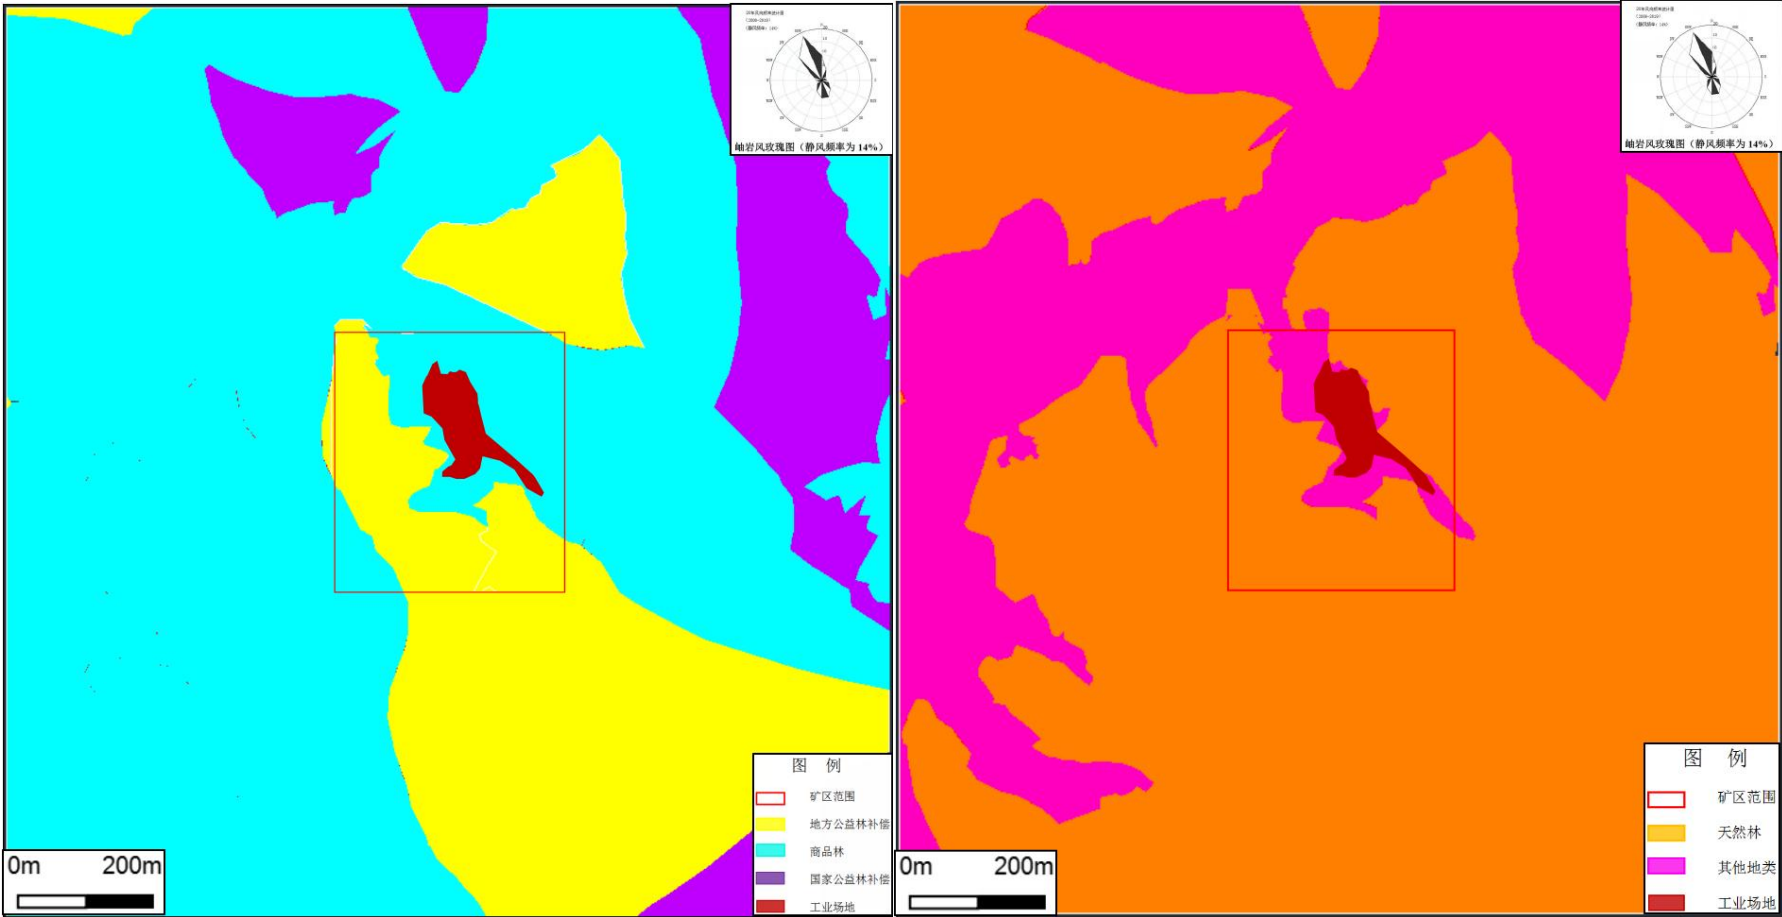 岫岩风玫瑰图（静风频率为14%）
图 例
矿区范围
地方公益林补偿
商品林
国家公益林补偿
工业场地
0m 200m
岫岩风玫瑰图（静风频率为14%）
图 例
矿区范围
天然林
其他地类
工业场地
0m 200m